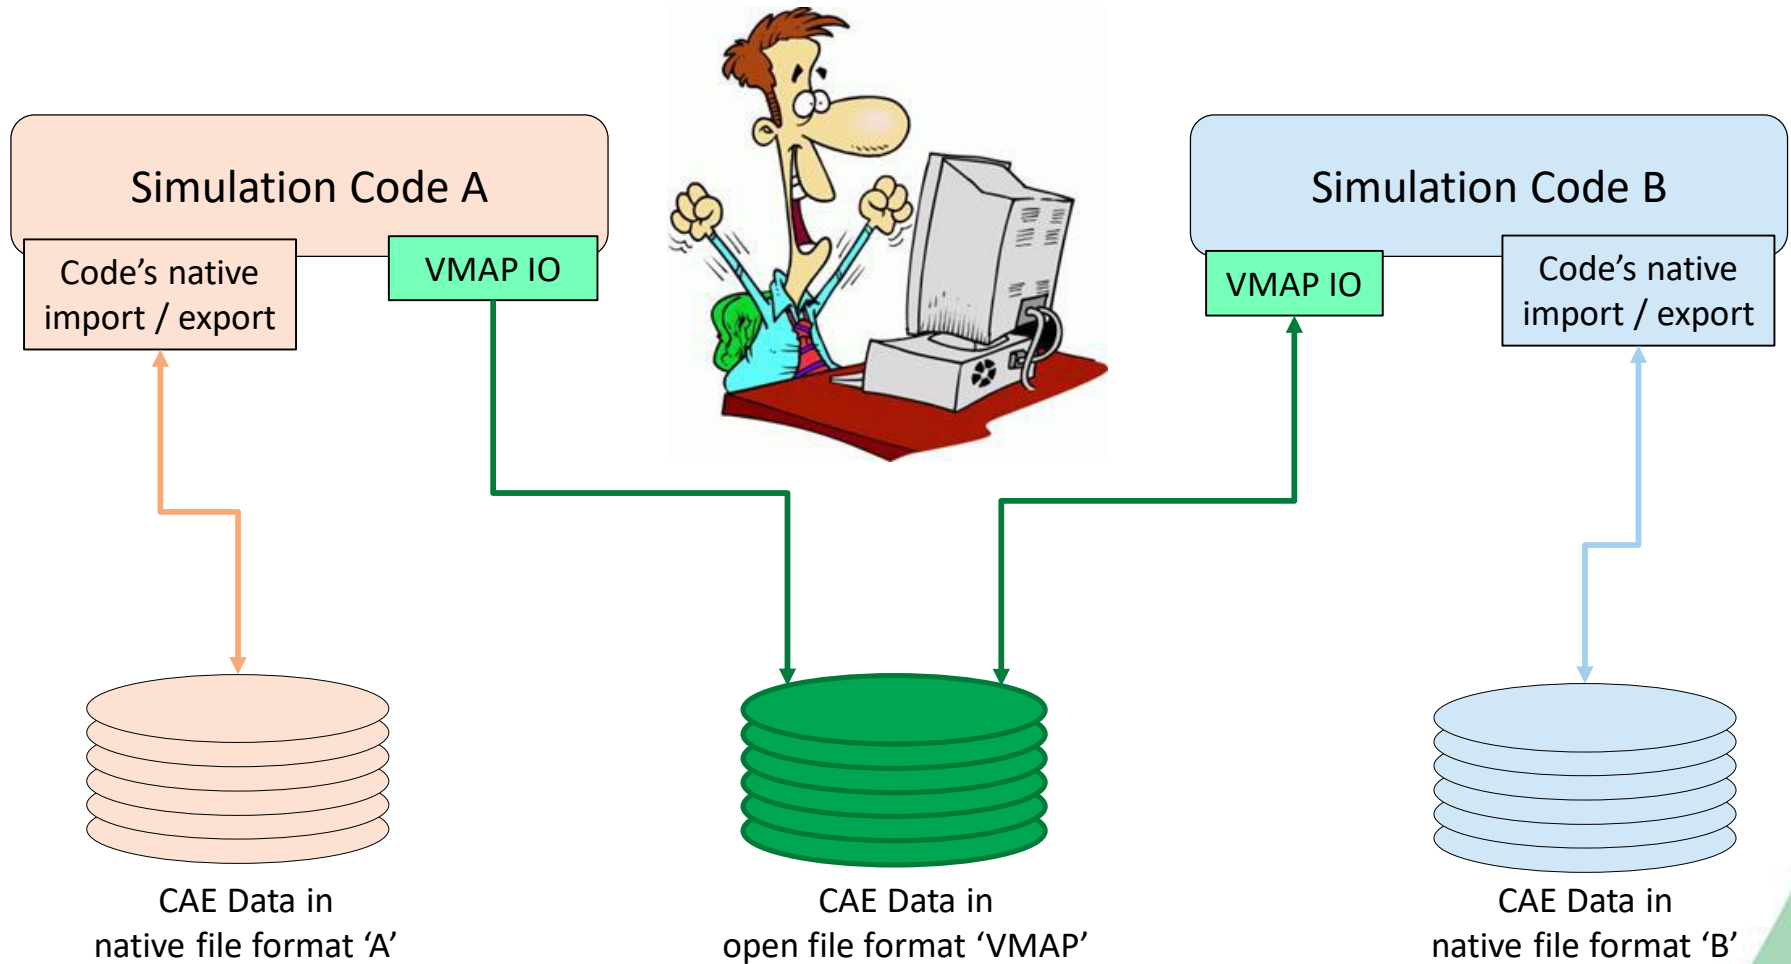 Simulation Code A
Code’s native
import / export
VMAP IO
Simulation Code B
VMAP IO
Code’s native
import / export
CAE Data in
native file format ‘A’
CAE Data in
open file format ‘VMAP’
CAE Data in
native file format ‘B’